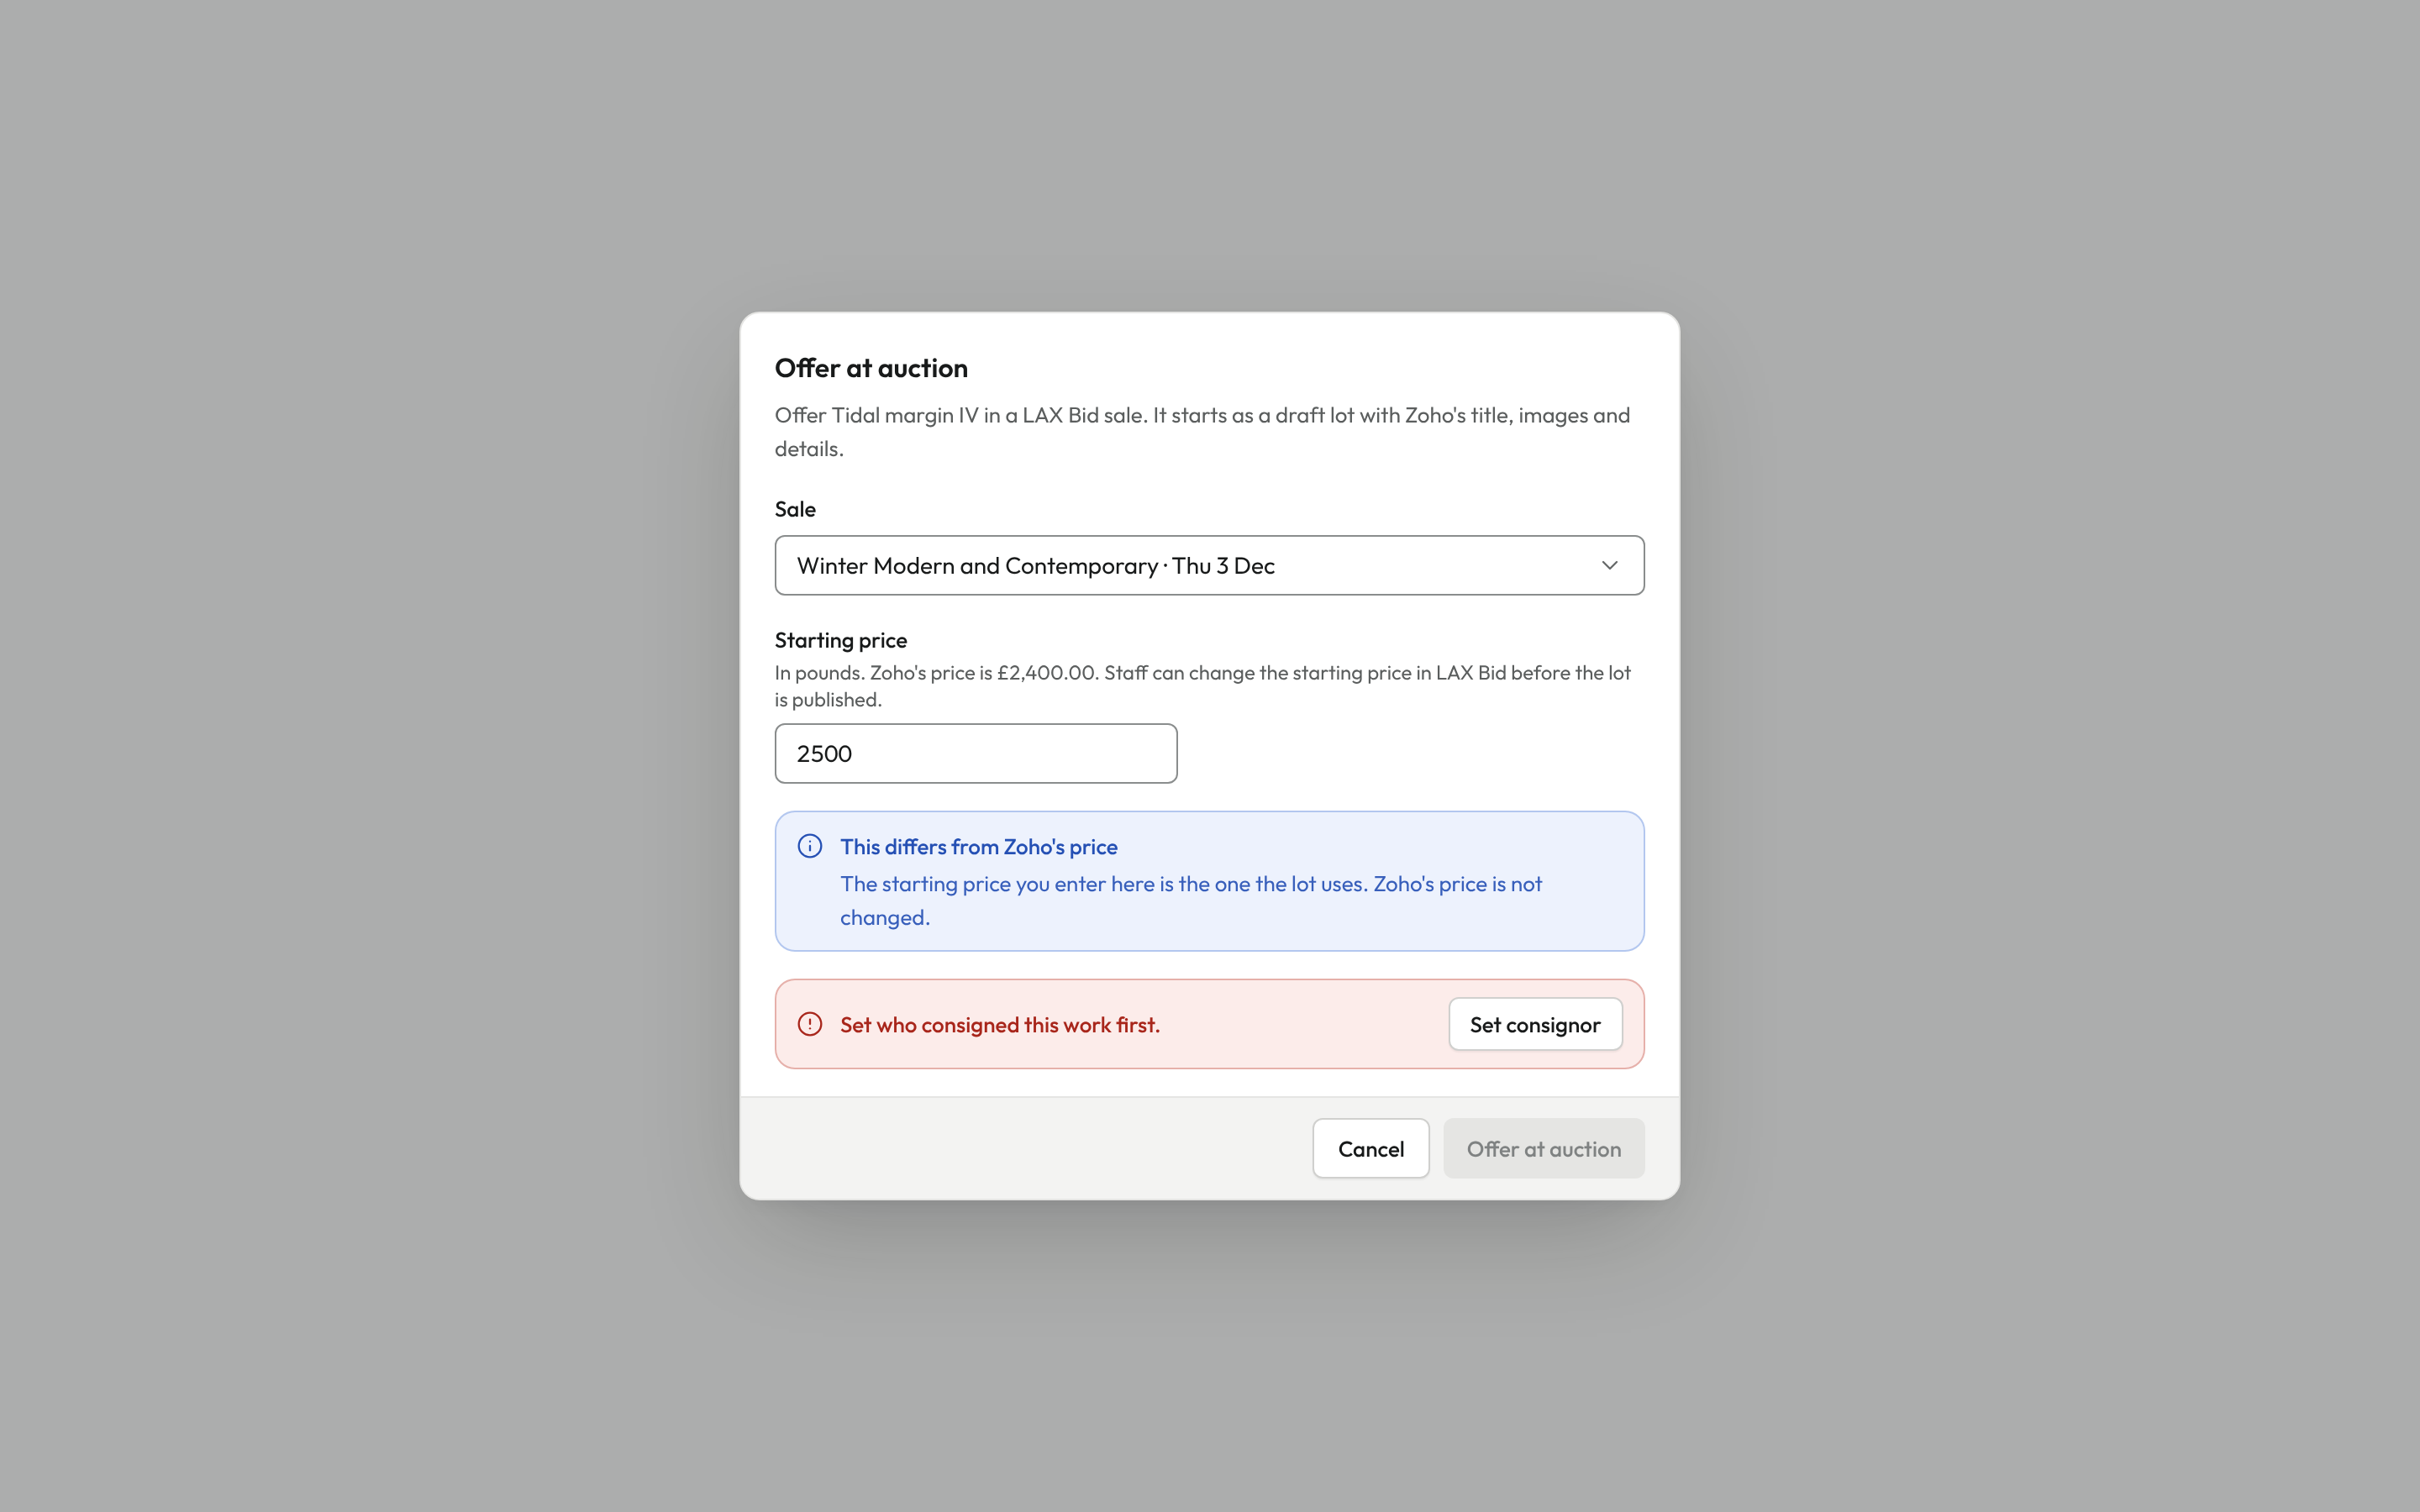 Offer at auction
Offer Tidal margin IV in a LAX Bid sale. It starts as a draft lot with Zoho's title, images and
details.
Sale
Winter Modern and Contemporary · Thu 3 Dec
Starting price
In pounds. Zoho's price is £2,400.00. Staff can change the starting price in LAX Bid before the lot
is published.
2500
This differs from Zoho's price
The starting price you enter here is the one the lot uses. Zoho's price is not
changed.
Set who consigned this work first.
Set consignor
Cancel
Offer at auction